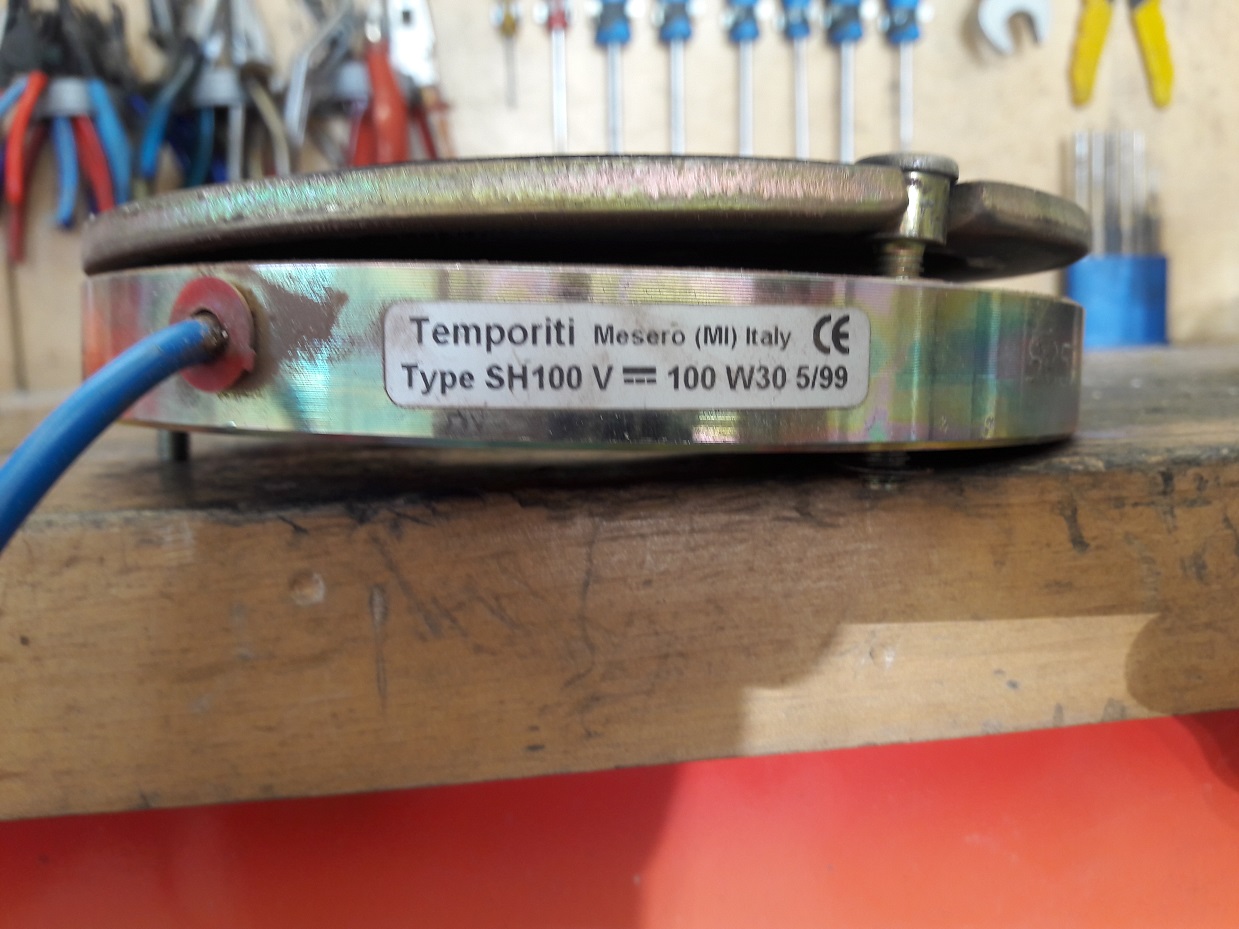 Temporiti Mesero (MI) Italy CE
Type SH100 V ⎓ 100 W30 5/99